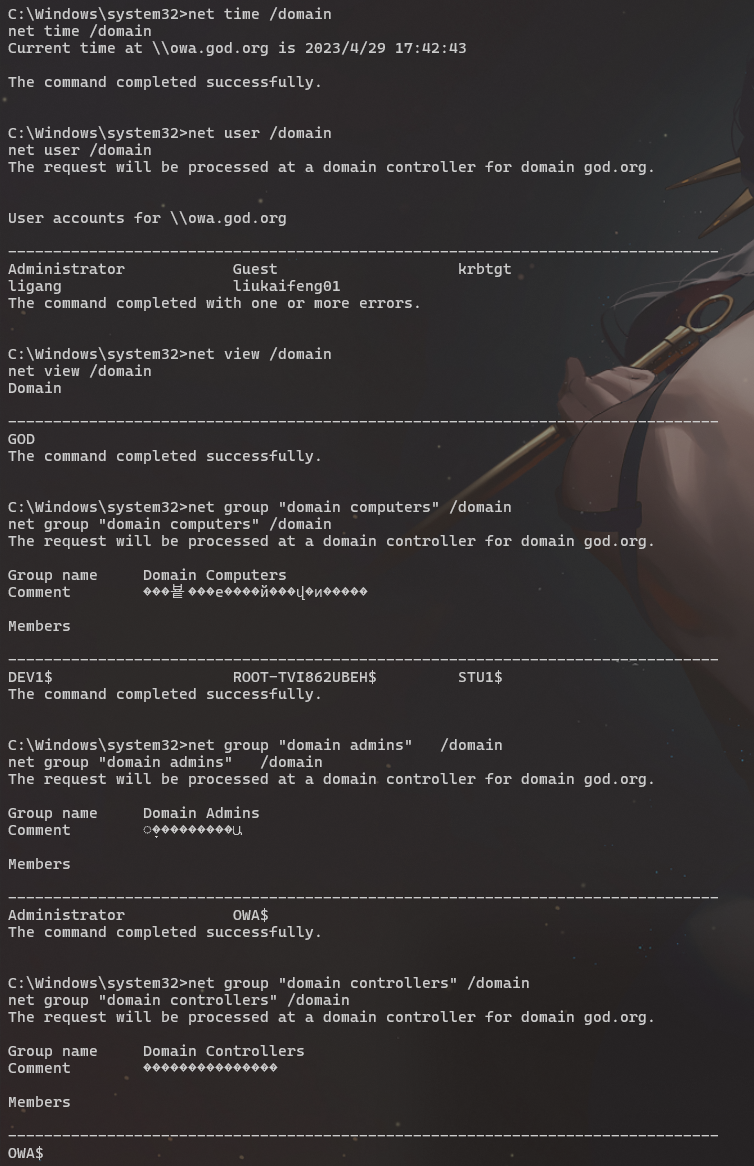 C:\Windows\system32>net time /domain
net time /domain
Current time at \\owa.god.org is 2023/4/29 17:42:43
The command completed successfully.
C:\Windows\system32>net user /domain
net user /domain
The request will be processed at a domain controller for domain god.org.
User accounts for \\owa.god.org
-------------------------------------------------------------------------------
Administrator            Guest                    krbtgt
ligang                   liukaifeng01
The command completed with one or more errors.
C:\Windows\system32>net view /domain
net view /domain
Domain
-------------------------------------------------------------------------------
GOD
The command completed successfully.
C:\Windows\system32>net group "domain computers" /domain
net group "domain computers" /domain
The request will be processed at a domain controller for domain god.org.
Group name     Domain Computers
Comment
Members
-------------------------------------------------------------------------------
DEV1$                    ROOT-TVI862UBEH$         STU1$
The command completed successfully.
C:\Windows\system32>net group "domain admins"   /domain
net group "domain admins"   /domain
The request will be processed at a domain controller for domain god.org.
Group name     Domain Admins
Comment
Members
-------------------------------------------------------------------------------
Administrator            OWA$
The command completed successfully.
C:\Windows\system32>net group "domain controllers" /domain
net group "domain controllers" /domain
The request will be processed at a domain controller for domain god.org.
Group name     Domain Controllers
Comment        ������������������
Members
-------------------------------------------------------------------------------
OWA$